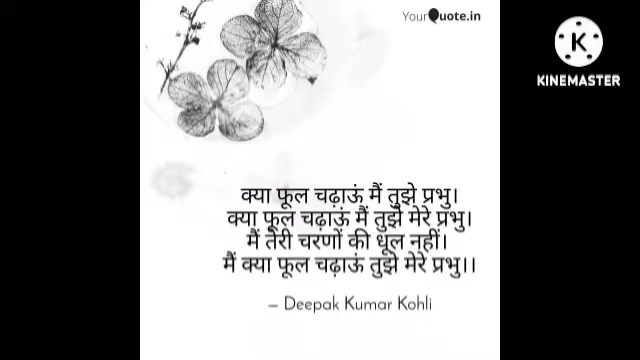 YourQuote.in
K
KINEMASTER
क्या फूल चढ़ाऊं मैं तुझे प्रभु।
क्या फूल चढ़ाऊं मैं तुझे मेरे प्रभु।
मैं तेरी चरणों की धूल नहीं।
मैं क्या फूल चढ़ाऊं तुझे मेरे प्रभु।।
— Deepak Kumar Kohli